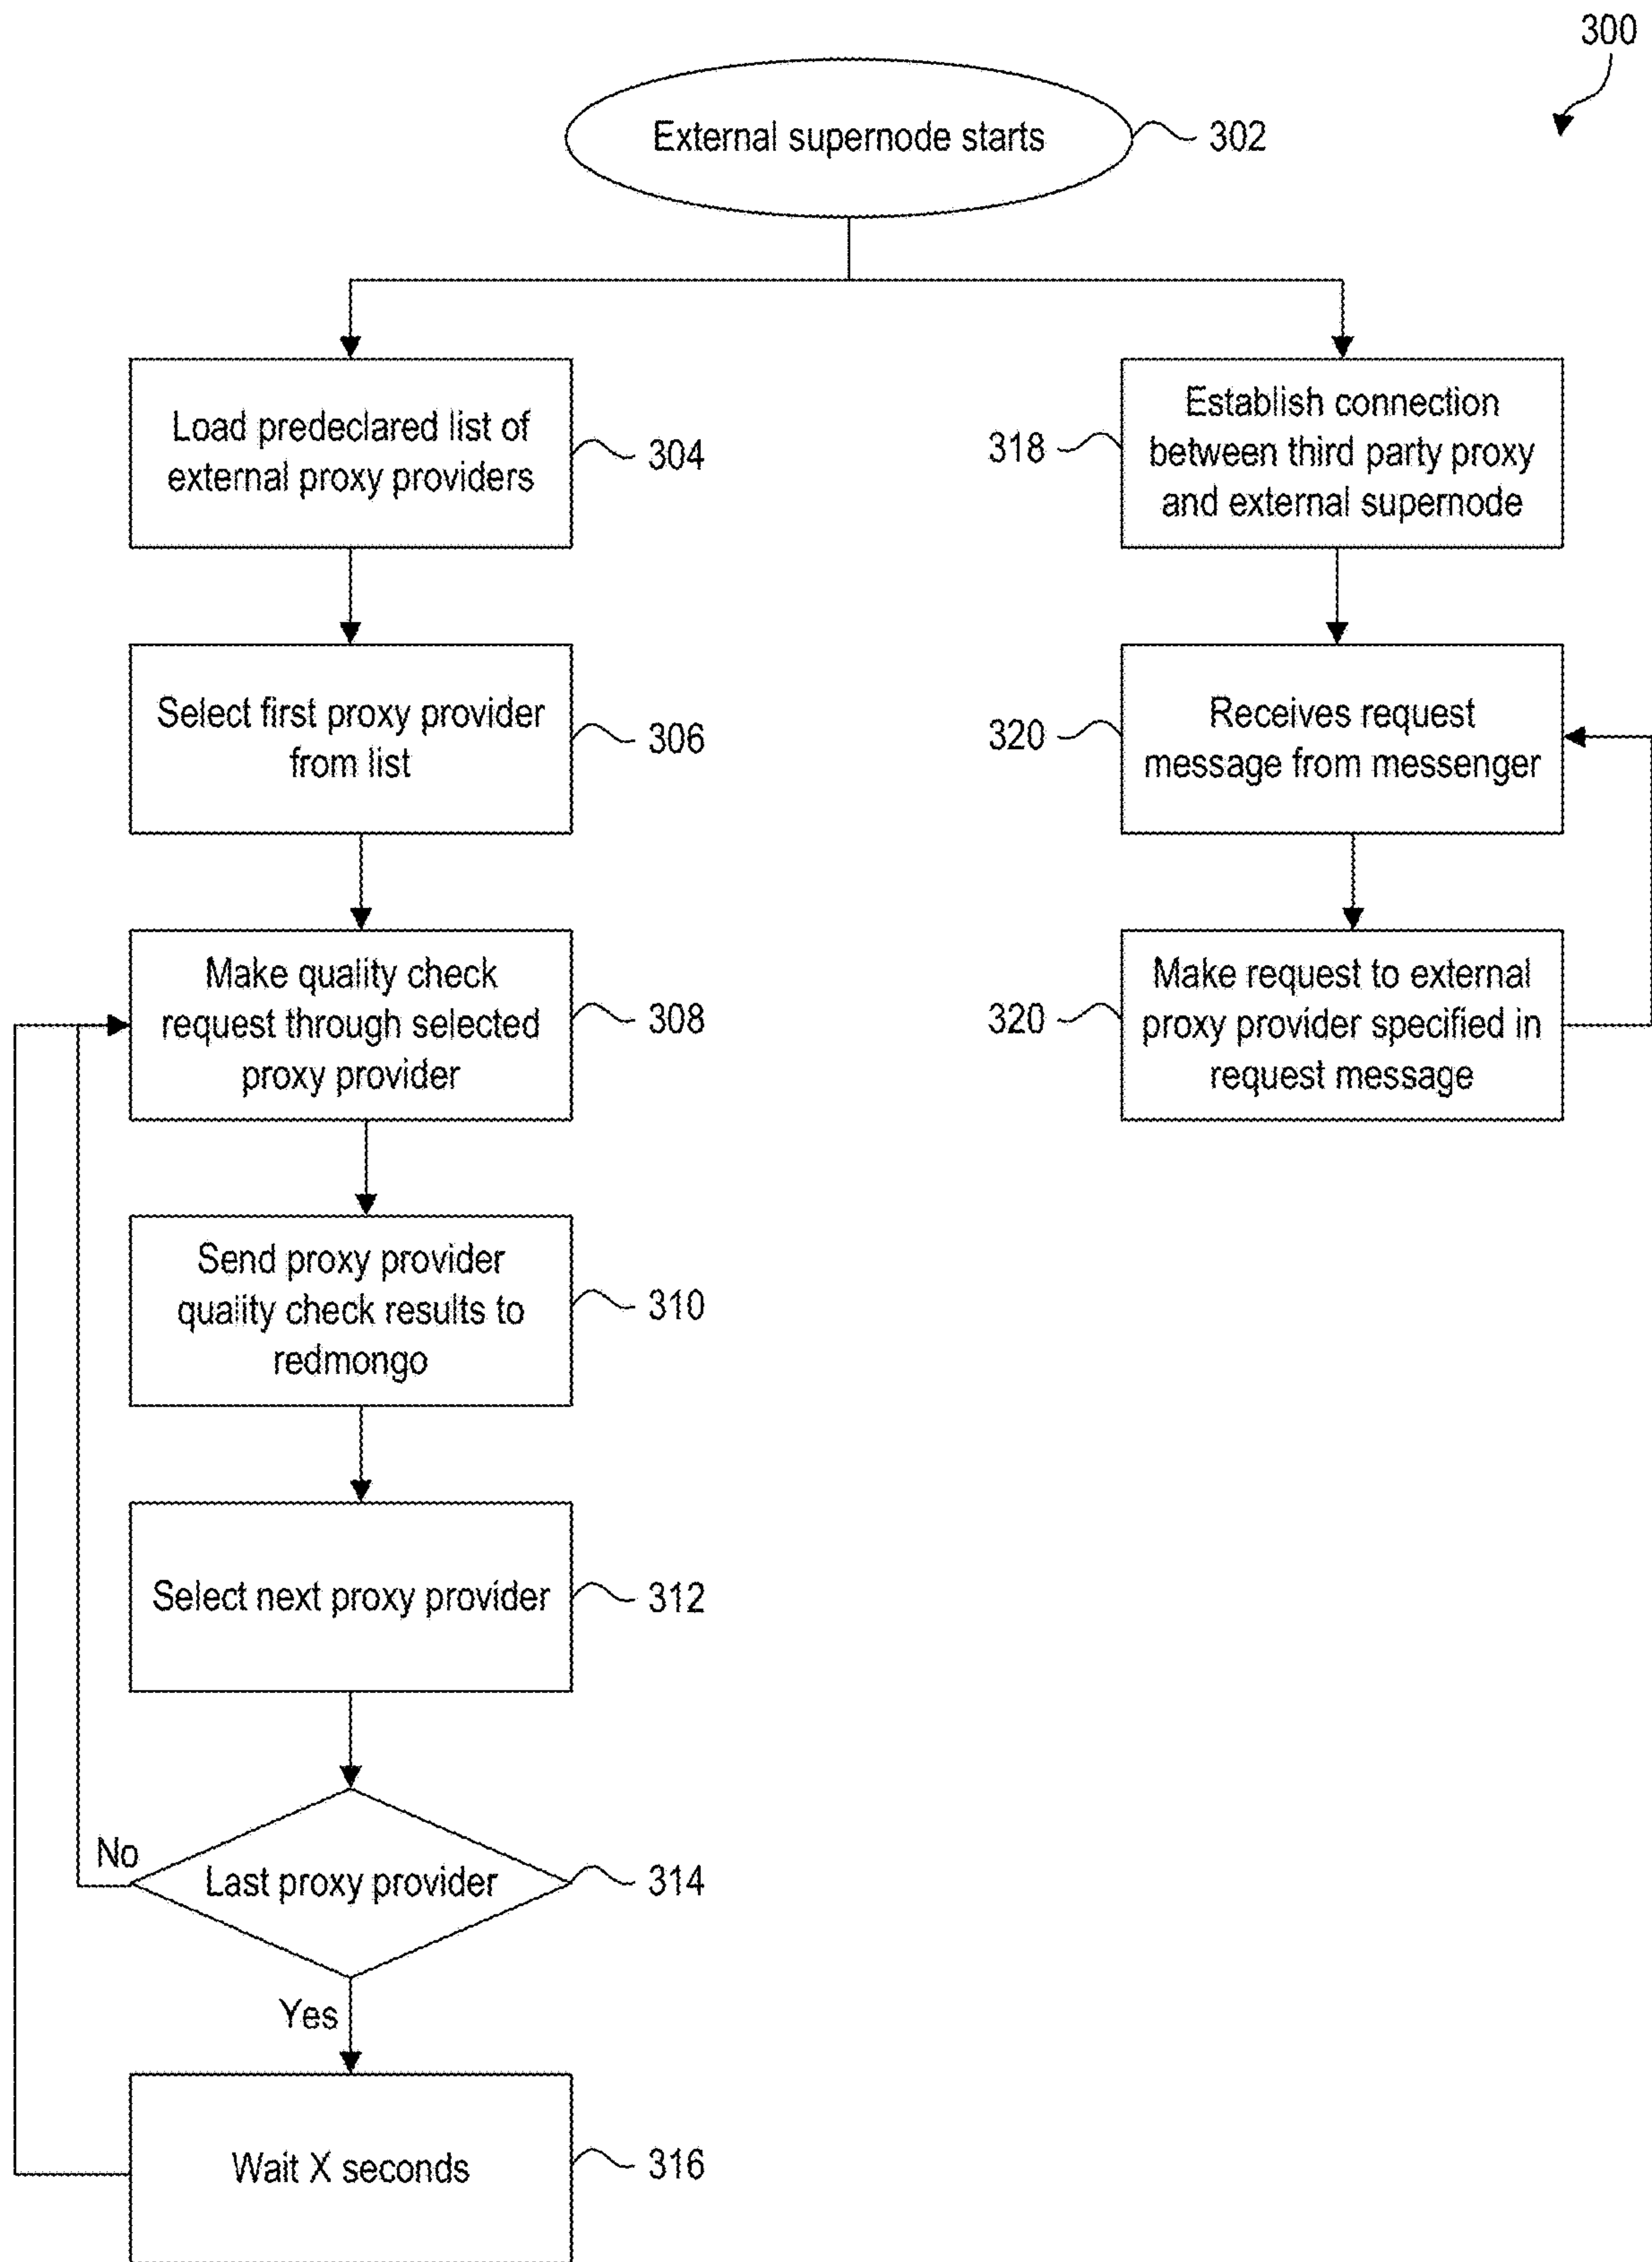 300
External supernode starts
302
Load predeclared list of
external proxy providers
304
Establish connection
between third party proxy
and external supernode
318
Select first proxy provider
from list
306
Receives request
message from messenger
320
Make quality check
request through selected
proxy provider
308
Make request to external
proxy provider specified in
request message
320
Send proxy provider
quality check results to
redmongo
310
Select next proxy provider
312
Last proxy provider
314
No
Yes
Wait X seconds
316